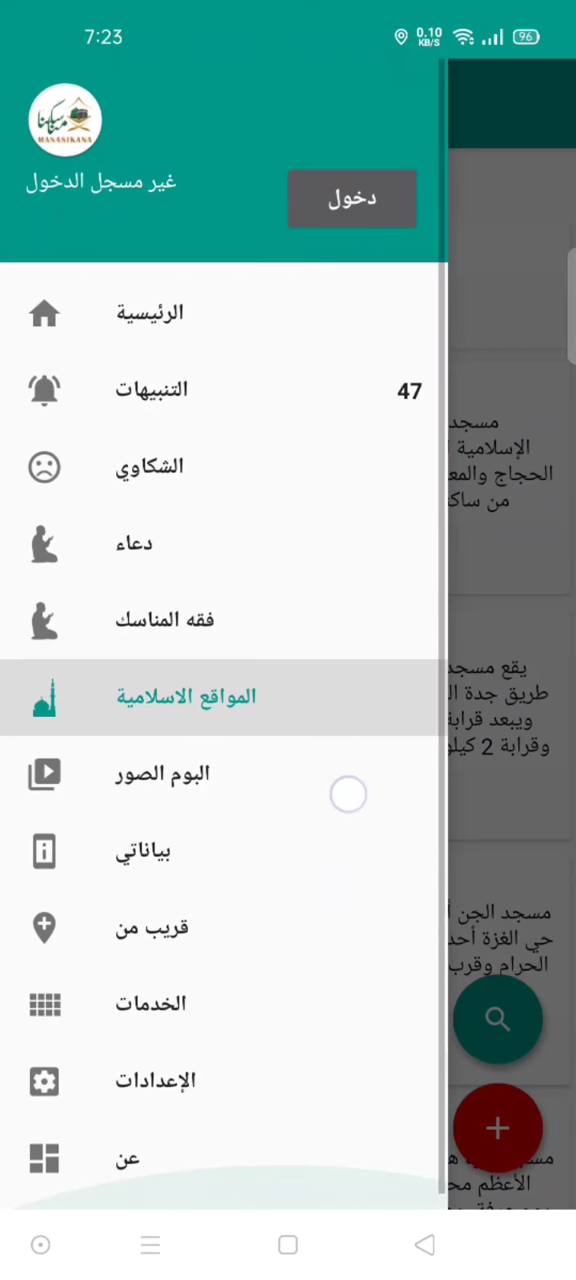 7:23
0.10
KB/S
96
مناسكنا
MANASIKANA
غير مسجل الدخول
دخول
الرئيسية
التنبيهات
47
الشكاوي
دعاء
فقه المناسك
المواقع الاسلامية
البوم الصور
بياناتي
قريب من
الخدمات
الإعدادات
عن
مسجد
الإسلامية
الحجاج والمع
من ساك
يقع مسجد
طريق جدة ال
ويبعد قرابة
وقرابة 2 كيلو
مسجد الجن أ
حي الغزة أحد
الحرام وقرب
الأعظم مح